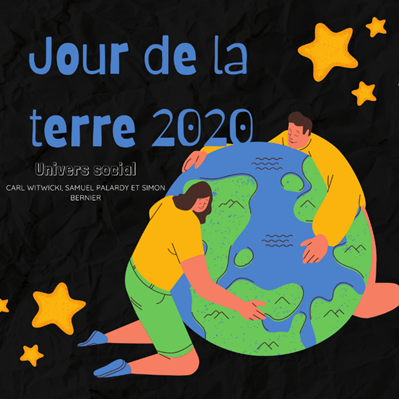 Jour de la
terre 2020
Univers social
CARL WITWICKI, SAMUEL PALARDY ET SIMON
BERNIER